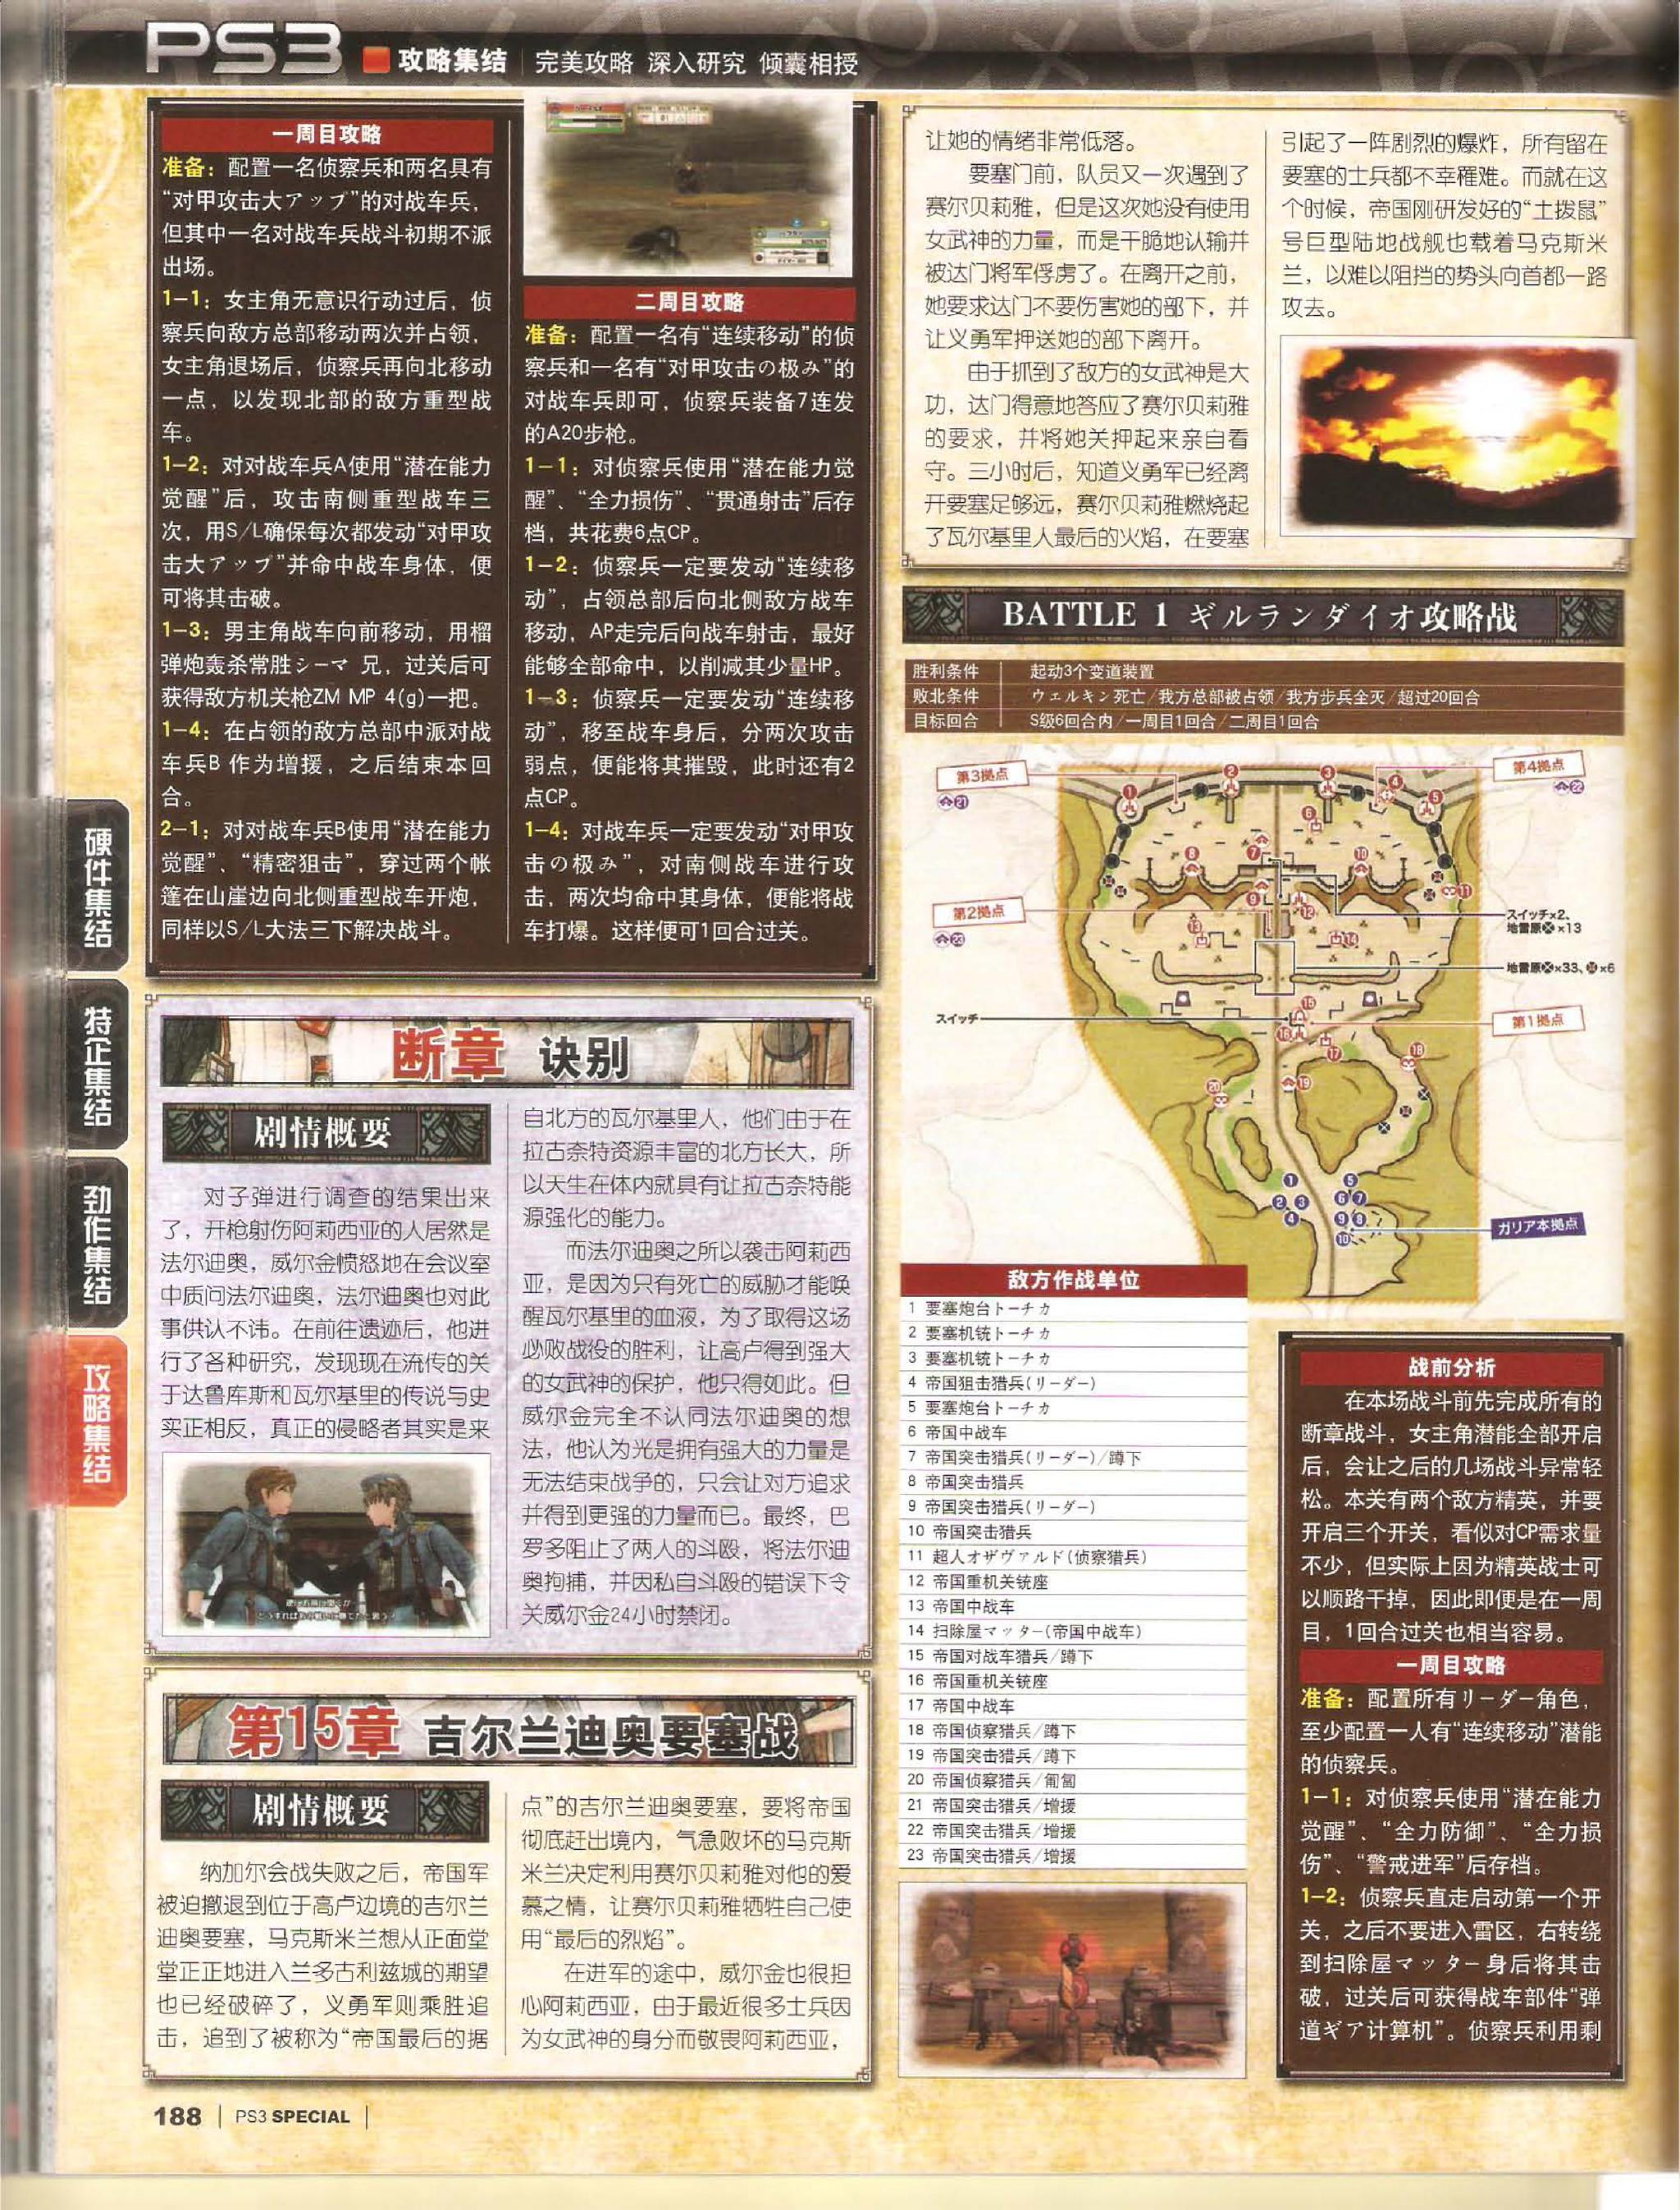 PS3 攻略集结 完美攻略 深入研究 倾囊相授
一周目攻略
准备：配置一名侦察兵和两名具有
“对甲攻击大アップ”的对战车兵，
但其中一名对战车兵战斗初期不派
出场。
1-1：女主角无意识行动过后，侦
察兵向敌方总部移动两次并占领，
女主角退场后，侦察兵再向北移动
一点，以发现北部的敌方重型战
车。
1-2：对对战车兵A使用“潜在能力
觉醒”后，攻击南侧重型战车三
次，用S/L确保每次都发动“对甲攻
击大アップ”并命中战车身体，便
可将其击破。
1-3：男主角战车向前移动，用榴
弹炮轰杀常胜シーマ 兄，过关后可
获得敌方机关枪ZM MP 4(g)一把。
1-4：在占领的敌方总部中派对战
车兵B 作为增援，之后结束本回
合。
2-1：对对战车兵B使用“潜在能力
觉醒”、“精密狙击”，穿过两个帐
篷在山崖边向北侧重型战车开炮，
同样以S/L大法三下解决战斗。
二周目攻略
准备：配置一名有“连续移动”的侦
察兵和一名有“对甲攻击の极み”的
对战车兵即可，侦察兵装备7连发
的A20步枪。
1-1：对侦察兵使用“潜在能力觉
醒”、“全力损伤”、“贯通射击”后存
档，共花费6点CP。
1-2：侦察兵一定要发动“连续移
动”，占领总部后向北侧敌方战车
移动，AP走完后向战车射击，最好
能够全部命中，以削减其少量HP。
1-3：侦察兵一定要发动“连续移
动”，移至战车身后，分两次攻击
弱点，便能将其摧毁，此时还有2
点CP。
1-4：对战车兵一定要发动“对甲攻
击の极み”，对南侧战车进行攻
击，两次均命中其身体，便能将战
车打爆。这样便可1回合过关。
断章 诀别
剧情概要
对子弹进行调查的结果出来
了，开枪射伤阿莉西亚的人居然是
法尔迪奥，威尔金愤怒地在会议室
中质问法尔迪奥，法尔迪奥也对此
事供认不讳。在前往遗迹后，他进
行了各种研究，发现现在流传的关
于达鲁库斯和瓦尔基里的传说与史
实正相反，真正的侵略者其实是来
自北方的瓦尔基里人，他们由于在
拉古奈特资源丰富的北方长大，所
以天生在体内就具有让拉古奈特能
源强化的能力。
而法尔迪奥之所以袭击阿莉西
亚，是因为只有死亡的威胁才能唤
醒瓦尔基里的血液，为了取得这场
必败战役的胜利，让高卢得到强大
的女武神的保护，他只得如此。但
威尔金完全不认同法尔迪奥的想
法，他认为光是拥有强大的力量是
无法结束战争的，只会让对方追求
并得到更强的力量而已。最终，巴
罗多阻止了两人的斗殴，将法尔迪
奥拘捕，并因私自斗殴的错误下令
关威尔金24小时禁闭。
第15章 吉尔兰迪奥要塞战
剧情概要
纳加尔会战失败之后，帝国军
被迫撤退到位于高卢边境的吉尔兰
迪奥要塞，马克斯米兰想从正面堂
堂正正地进入兰多古利兹城的期望
也已经破碎了，义勇军则乘胜追
击，追到了被称为“帝国最后的据
点”的吉尔兰迪奥要塞，要将帝国
彻底赶出境内，气急败坏的马克斯
米兰决定利用赛尔贝莉雅对他的爱
慕之情，让赛尔贝莉雅牺牲自己使
用“最后的烈焰”。
在进军的途中，威尔金也很担
心阿莉西亚，由于最近很多士兵因
为女武神的身分而敬畏阿莉西亚，
让她的情绪非常低落。
要塞门前，队员又一次遇到了
赛尔贝莉雅，但是这次她没有使用
女武神的力量，而是干脆地认输并
被达门将军俘虏了。在离开之前，
她要求达门不要伤害她的部下，并
让义勇军押送她的部下离开。
由于抓到了敌方的女武神是大
功，达门得意地答应了赛尔贝莉雅
的要求，并将她关押起来亲自看
守。三小时后，知道义勇军已经离
开要塞足够远，赛尔贝莉雅燃烧起
了瓦尔基里人最后的火焰，在要塞
引起了一阵剧烈的爆炸，所有留在
要塞的士兵都不幸罹难。而就在这
个时候，帝国刚研发好的“土拨鼠”
号巨型陆地战舰也载着马克斯米
兰，以难以阻挡的势头向首都一路
攻去。
BATTLE 1 ギルランダイオ攻略战
胜利条件 起动3个变道装置
败北条件 ウェルキン死亡/我方总部被占领/我方步兵全灭/超过20回合
目标回合 S级6回合内/一周目1回合/二周目1回合
第3拠点
21
第4拠点
22
第2拠点
23
スイッチ×2、
地雷原×13
地雷原×33、×6
スイッチ
第1拠点
ガリア本拠点
敌方作战单位
1 要塞炮台トーチカ
2 要塞机铳トーチカ
3 要塞机铳トーチカ
4 帝国狙击猎兵(リーダー)
5 要塞炮台トーチカ
6 帝国中战车
7 帝国突击猎兵(リーダー)/蹲下
8 帝国突击猎兵
9 帝国突击猎兵(リーダー)
10 帝国突击猎兵
11 超人オザヴァルド(侦察猎兵)
12 帝国重机关铳座
13 帝国中战车
14 扫除屋マッター(帝国中战车)
15 帝国对战车猎兵/蹲下
16 帝国重机关铳座
17 帝国中战车
18 帝国侦察猎兵/蹲下
19 帝国突击猎兵/蹲下
20 帝国侦察猎兵/匍匐
21 帝国突击猎兵/增援
22 帝国突击猎兵/增援
23 帝国突击猎兵/增援
战前分析
在本场战斗前先完成所有的
断章战斗，女主角潜能全部开启
后，会让之后的几场战斗异常轻
松。本关有两个敌方精英，并要
开启三个开关，看似对CP需求量
不少，但实际上因为精英战士可
以顺路干掉，因此即便是在一周
目，1回合过关也相当容易。
一周目攻略
准备：配置所有リーダー角色，
至少配置一人有“连续移动”潜能
的侦察兵。
1-1：对侦察兵使用“潜在能力
觉醒”、“全力防御”、“全力损
伤”、“警戒进军”后存档。
1-2：侦察兵直走启动第一个开
关，之后不要进入雷区，右转绕
到扫除屋マッター身后将其击
破，过关后可获得战车部件“弹
道ギア计算机”。侦察兵利用剩
硬件集结
特企集结
劲作集结
攻略集结
188 PS3 SPECIAL